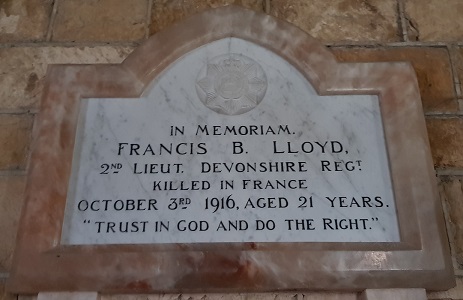 IN MEMORIAM.
FRANCIS B. LLOYD,
2ND LIEUT. DEVONSHIRE REGT
KILLED IN FRANCE
OCTOBER 3RD 1916, AGED 21 YEARS.
"TRUST IN GOD AND DO THE RIGHT."